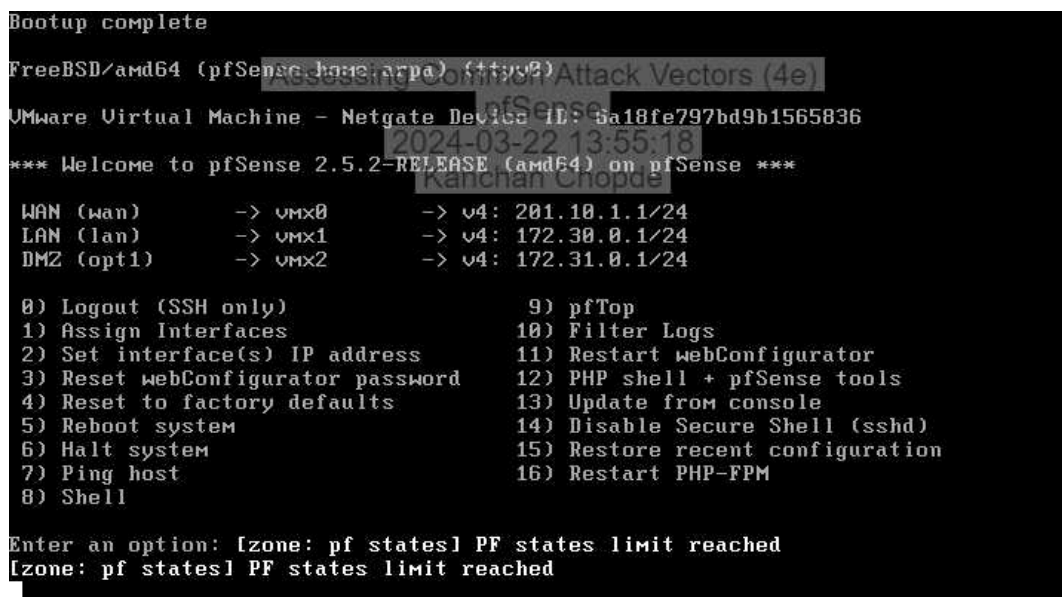 Bootup complete
FreeBSD/amd64 (pfSense.home.arpa) (ttyv0)
Assessing Common Attack Vectors (4e)
pfSense
VMware Virtual Machine - Netgate Device ID: 6a18fe797bd9b1565836
2024-03-22 13:55:18
*** Welcome to pfSense 2.5.2-RELEASE (amd64) on pfSense ***
Kanchan Chopde
WAN (wan) -> vmx0 -> v4: 201.10.1.1/24
LAN (lan) -> vmx1 -> v4: 172.30.0.1/24
DMZ (opt1) -> vmx2 -> v4: 172.31.0.1/24
0) Logout (SSH only) 9) pfTop
1) Assign Interfaces 10) Filter Logs
2) Set interface(s) IP address 11) Restart webConfigurator
3) Reset webConfigurator password 12) PHP shell + pfSense tools
4) Reset to factory defaults 13) Update from console
5) Reboot system 14) Disable Secure Shell (sshd)
6) Halt system 15) Restore recent configuration
7) Ping host 16) Restart PHP-FPM
8) Shell
Enter an option: [zone: pf states] PF states limit reached
[zone: pf states] PF states limit reached